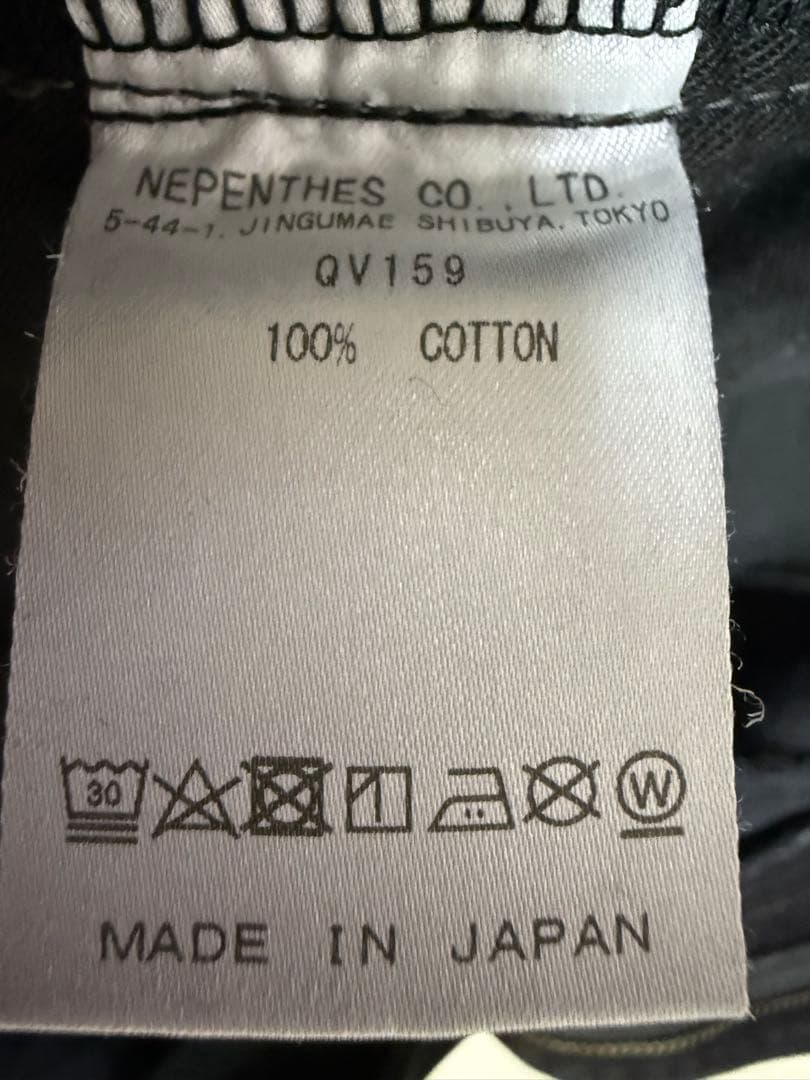 NEPENTHES CO.,LTD.
5-44-1, JINGUMAE SHIBUYA, TOKYO
QV159
100% COTTON
30 W
MADE IN JAPAN